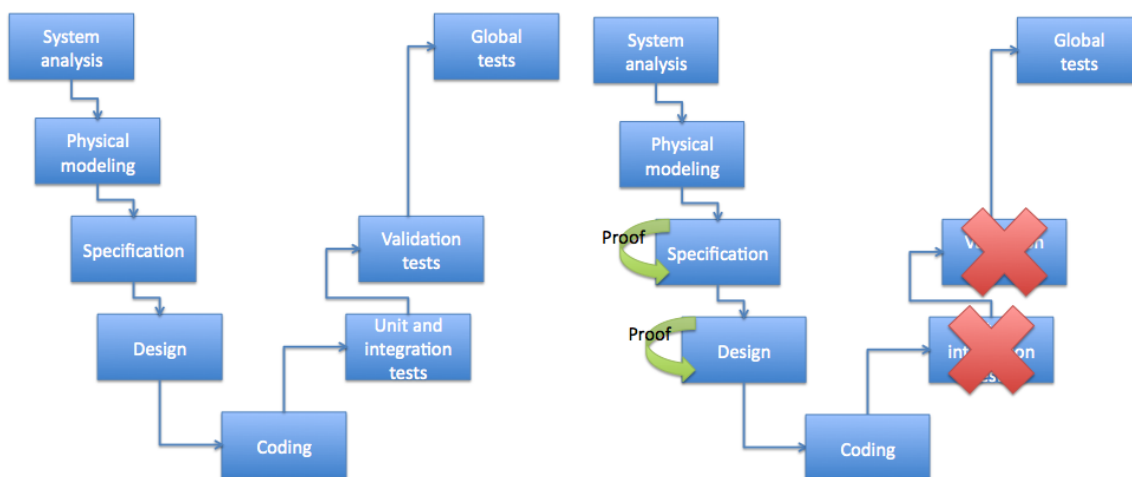 System
analysis
Physical
modeling
Specification
Design
Coding
Unit and
integration
tests
Validation
tests
Global
tests
System
analysis
Physical
modeling
Proof
Specification
Proof
Design
Coding
Global
tests